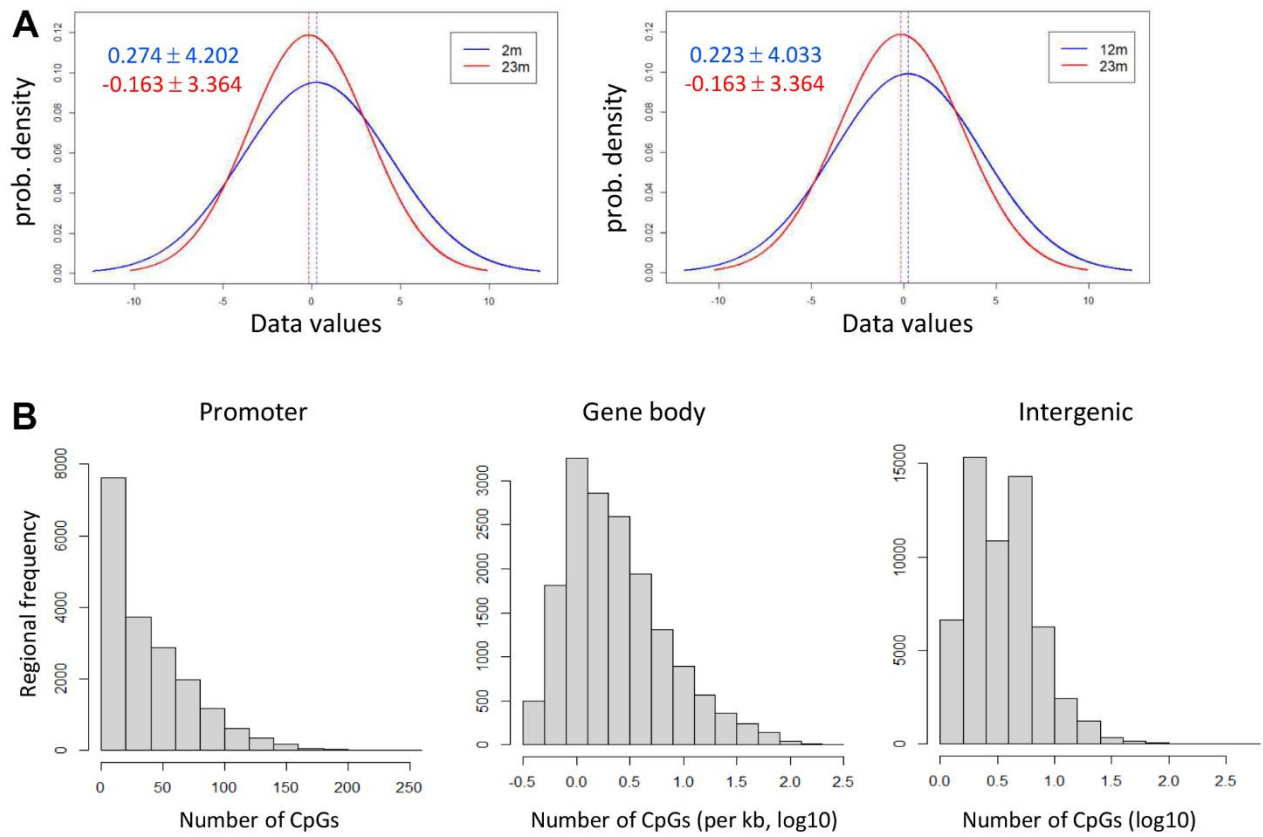 A
0.274 ± 4.202
-0.163 ± 3.364
2m
23m
prob. density
0.00 0.02 0.04 0.06 0.08 0.10 0.12
-10 -5 0 5 10
Data values
0.223 ± 4.033
-0.163 ± 3.364
12m
23m
prob. density
0.00 0.02 0.04 0.06 0.08 0.10 0.12
-10 -5 0 5 10
Data values
B
Promoter
Regional frequency
0 2000 4000 6000 8000
0 50 100 150 200 250
Number of CpGs
Gene body
0 500 1000 1500 2000 2500 3000
-0.5 0.0 0.5 1.0 1.5 2.0 2.5
Number of CpGs (per kb, log10)
Intergenic
0 5000 10000 15000
0.0 0.5 1.0 1.5 2.0 2.5
Number of CpGs (log10)